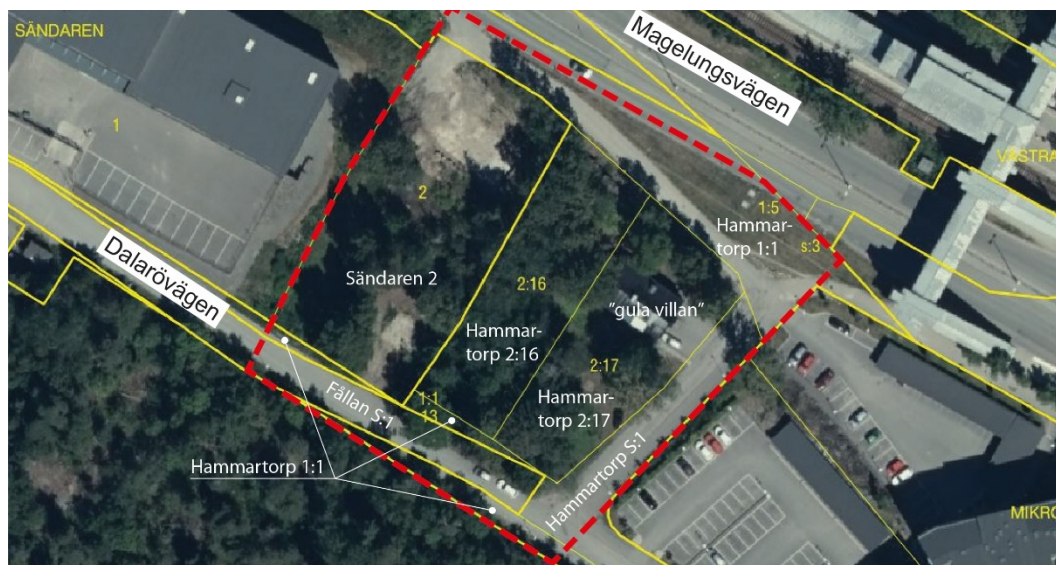 SÄNDAREN
Magelungsvägen
1
VÄSTRA
2
1:5
Hammar-
torp 1:1
s:3
Dalarövägen
Sändaren 2
2:16
"gula villan"
Hammar-
torp 2:16
2:17
Hammar-
torp 2:17
Fållan S:1
1:1
13
Hammartorp 1:1
Hammartorp S:1
MIKRO